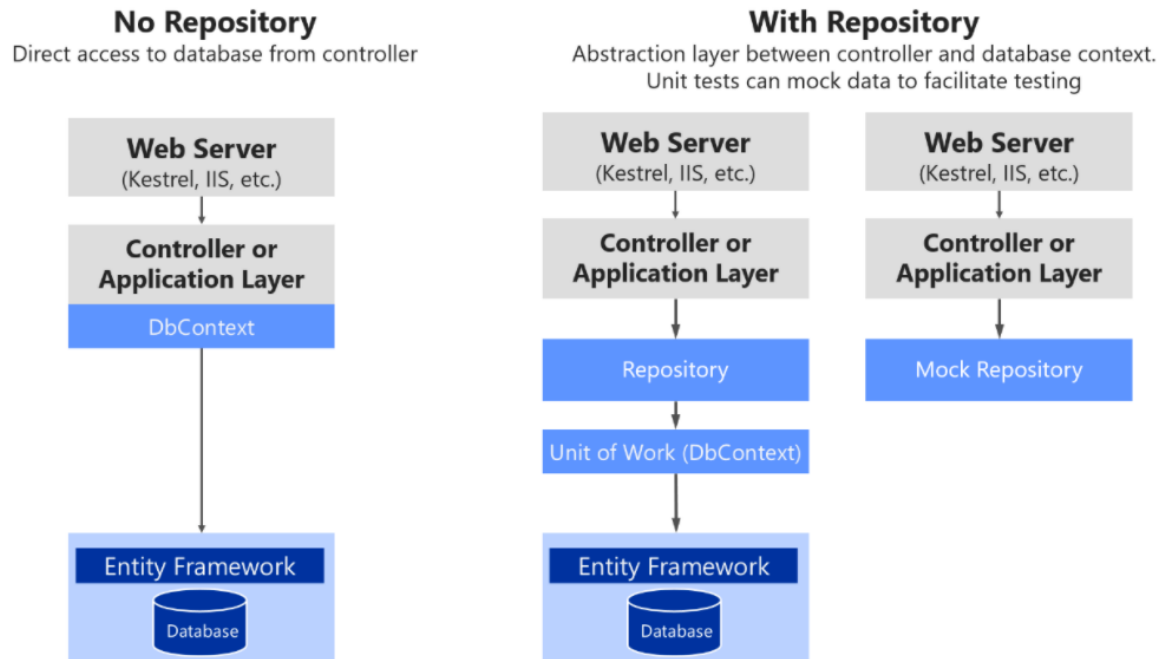 No Repository
Direct access to database from controller
Web Server
(Kestrel, IIS, etc.)
Controller or
Application Layer
DbContext
Entity Framework
Database
With Repository
Abstraction layer between controller and database context.
Unit tests can mock data to facilitate testing
Web Server
(Kestrel, IIS, etc.)
Controller or
Application Layer
Repository
Unit of Work (DbContext)
Entity Framework
Database
Web Server
(Kestrel, IIS, etc.)
Controller or
Application Layer
Mock Repository